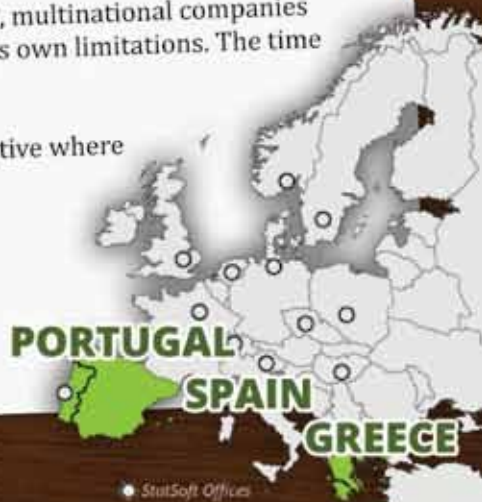 , multinational companies
s own limitations. The time
tive where
PORTUGAL
SPAIN
GREECE
StatSoft Offices